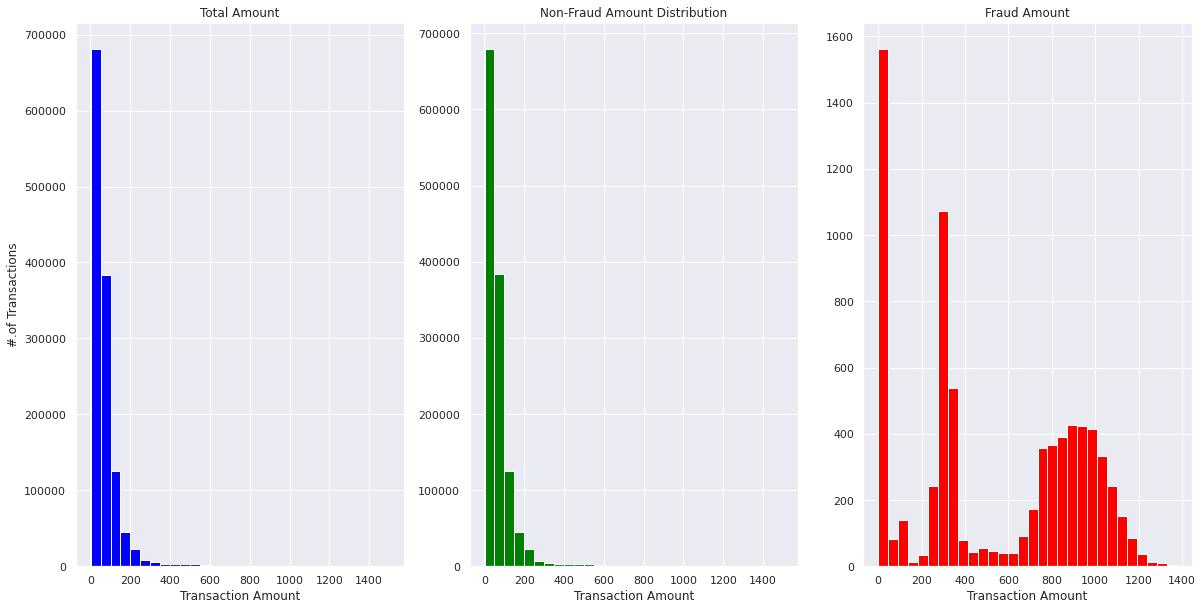 Total Amount
700000
600000
500000
400000
300000
200000
100000
0
#.of Transactions
0 200 400 600 800 1000 1200 1400
Transaction Amount
Non-Fraud Amount Distribution
700000
600000
500000
400000
300000
200000
100000
0
0 200 400 600 800 1000 1200 1400
Transaction Amount
Fraud Amount
1600
1400
1200
1000
800
600
400
200
0
0 200 400 600 800 1000 1200 1400
Transaction Amount